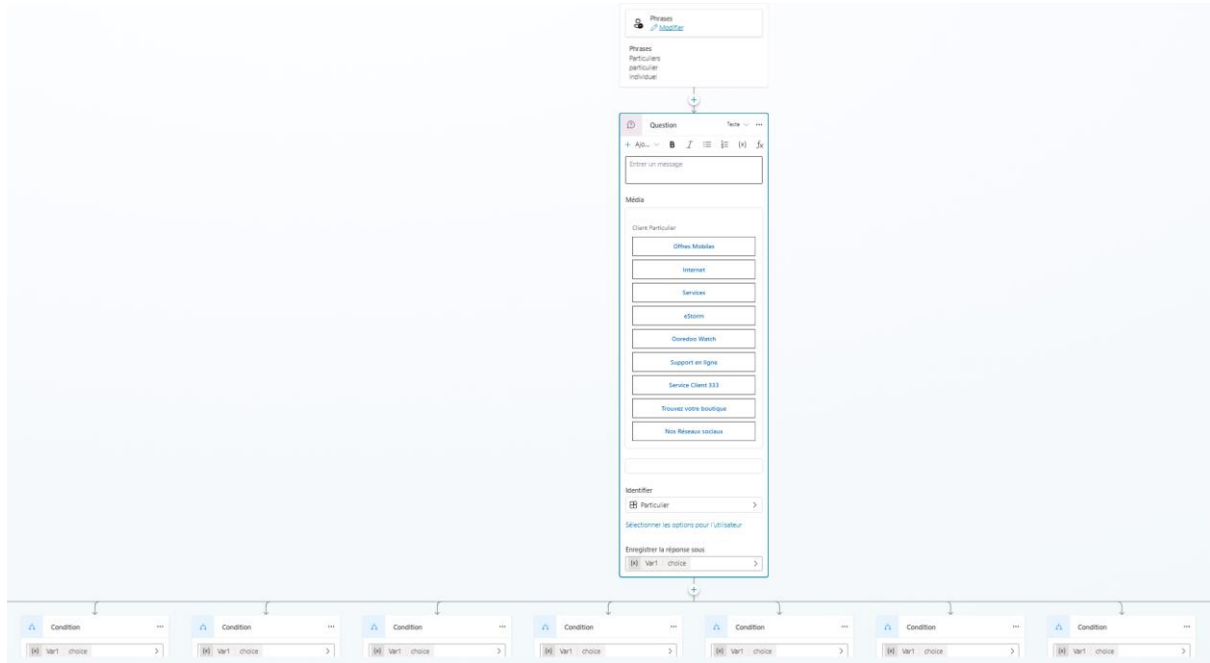 Phrases
Modifier
Phrases
Particuliers
particulier
individuel
Question Texte
Ajo...
B I {x} fx
Entrer un message
Média
Client Particulier
Offres Mobiles
Internet
Services
eStorm
Ooredoo Watch
Support en ligne
Service Client 333
Trouvez votre boutique
Nos Réseaux sociaux
Identifier
Particulier
Sélectionner les options pour l'utilisateur
Enregistrer la réponse sous
{x} Var1 choice
Condition Condition Condition Condition Condition Condition Condition
{x} Var1 choice {x} Var1 choice {x} Var1 choice {x} Var1 choice {x} Var1 choice {x} Var1 choice {x} Var1 choice